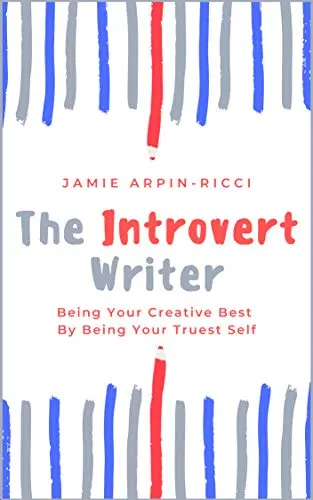 JAMIE ARPIN-RICCI
The Introvert
Writer
Being Your Creative Best
By Being Your Truest Self